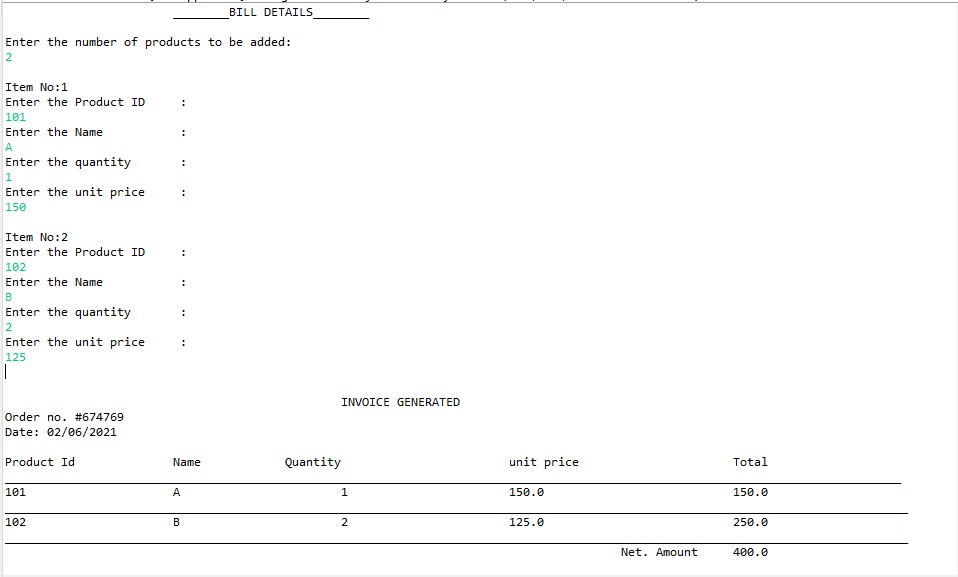 ________BILL DETAILS________
Enter the number of products to be added:
2
Item No:1
Enter the Product ID     :
101
Enter the Name           :
A
Enter the quantity       :
1
Enter the unit price     :
150
Item No:2
Enter the Product ID     :
102
Enter the Name           :
B
Enter the quantity       :
2
Enter the unit price     :
125
INVOICE GENERATED
Order no. #674769
Date: 02/06/2021
Product Id     Name     Quantity     unit price     Total
101     A     1     150.0     150.0
102     B     2     125.0     250.0
Net. Amount     400.0